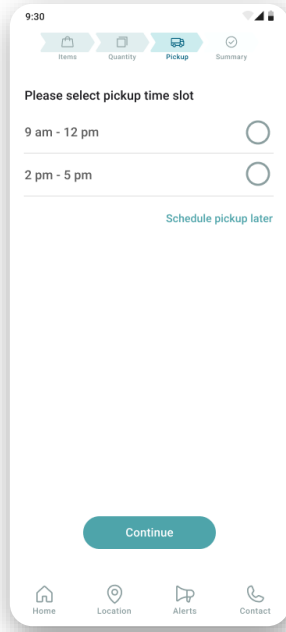 9:30
Items Quantity Pickup Summary
Please select pickup time slot
9 am - 12 pm
2 pm - 5 pm
Schedule pickup later
Continue
Home Location Alerts Contact